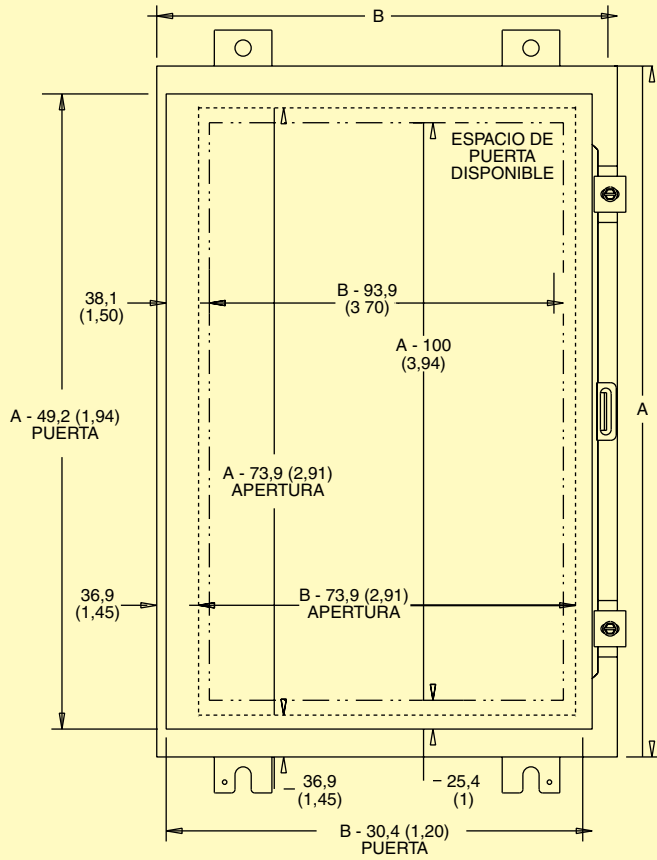 B
ESPACIO DE
PUERTA
DISPONIBLE
38,1
(1,50)
B - 93,9
(3 70)
A - 100
(3,94)
A - 49,2 (1,94)
PUERTA
A
A - 73,9 (2,91)
APERTURA
36,9
(1,45)
B - 73,9 (2,91)
APERTURA
36,9
(1,45)
25,4
(1)
B - 30,4 (1,20)
PUERTA